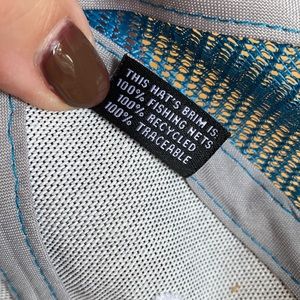 THIS HAT'S BRIM IS:
100% FISHING NETS
100% RECYCLED
100% TRACEABLE